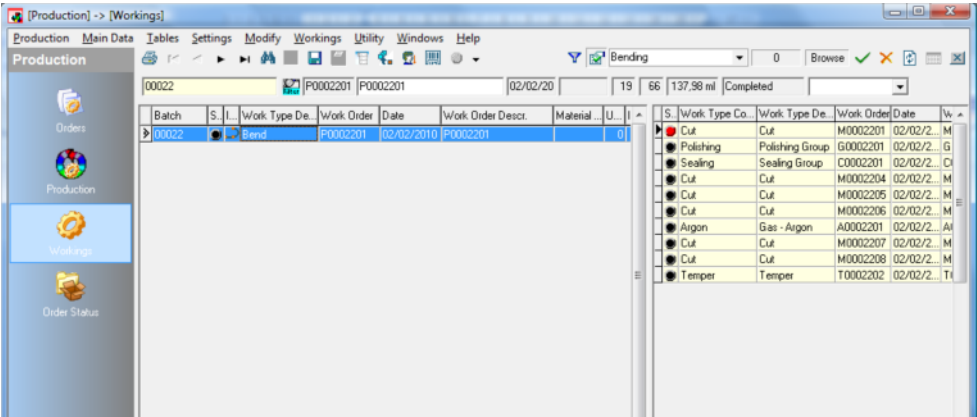 [Production] -> [Workings]
Production Main Data Tables Settings Modify Workings Utility Windows Help
Production
Bending 0 Browse
00022 P0002201 P0002201 02/02/20 19 66 137,98 ml Completed
Batch S.. I... Work Type De... Work Order Date Work Order Descr. Material ... U...
00022 Bend P0002201 02/02/2010 P0002201 0
S.. Work Type Co... Work Type De... Work Order Date
Cut Cut M0002201 02/02/2... M
Polishing Polishing Group G0002201 02/02/2... G
Sealing Sealing Group C0002201 02/02/2...
Cut Cut M0002204 02/02/2... M
Cut Cut M0002205 02/02/2... M
Cut Cut M0002206 02/02/2... M
Argon Gas - Argon A0002201 02/02/2...
Cut Cut M0002207 02/02/2... M
Cut Cut M0002208 02/02/2... M
Temper Temper T0002202 02/02/2...
Orders
Production
Workings
Order Status